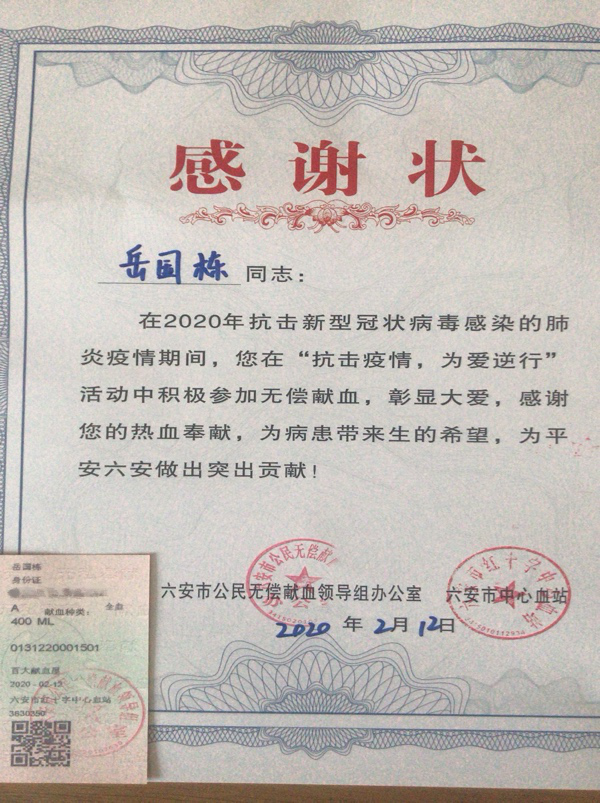 感谢状
岳国栋 同志：
在2020年抗击新型冠状病毒感染的肺
炎疫情期间，您在“抗击疫情，为爱逆行”
活动中积极参加无偿献血，彰显大爱，感谢
您的热血奉献，为病患带来生的希望，为平
安六安做出突出贡献！
六安市公民无偿献血领导组办公室 六安市中心血站
2020 年 2月 12日
岳国栋
身份证
A 献血种类： 全血
400 ML
0131220001501
百大献血屋
2020-02-12
六安市红十字中心血站
3630350